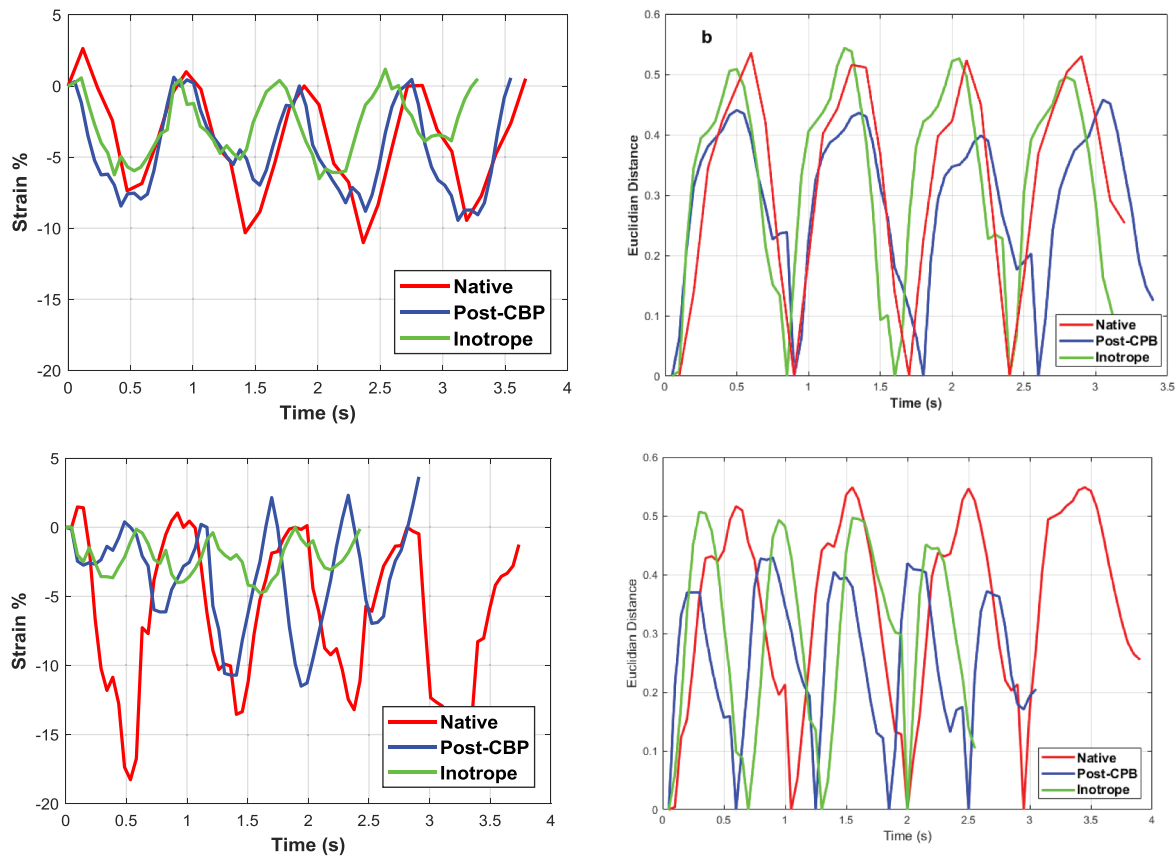 5
0
-5
-10
-15
-20
Strain %
0 0.5 1 1.5 2 2.5 3 3.5 4
Time (s)
Native
Post-CBP
Inotrope
b
0.6
0.5
0.4
0.3
0.2
0.1
0
Euclidian Distance
0 0.5 1 1.5 2 2.5 3 3.5
Time (s)
Native
Post-CPB
Inotrope
5
0
-5
-10
-15
-20
Strain %
0 0.5 1 1.5 2 2.5 3 3.5 4
Time (s)
Native
Post-CBP
Inotrope
0.6
0.5
0.4
0.3
0.2
0.1
0
Euclidian Distance
0 0.5 1 1.5 2 2.5 3 3.5 4
Time (s)
Native
Post-CPB
Inotrope